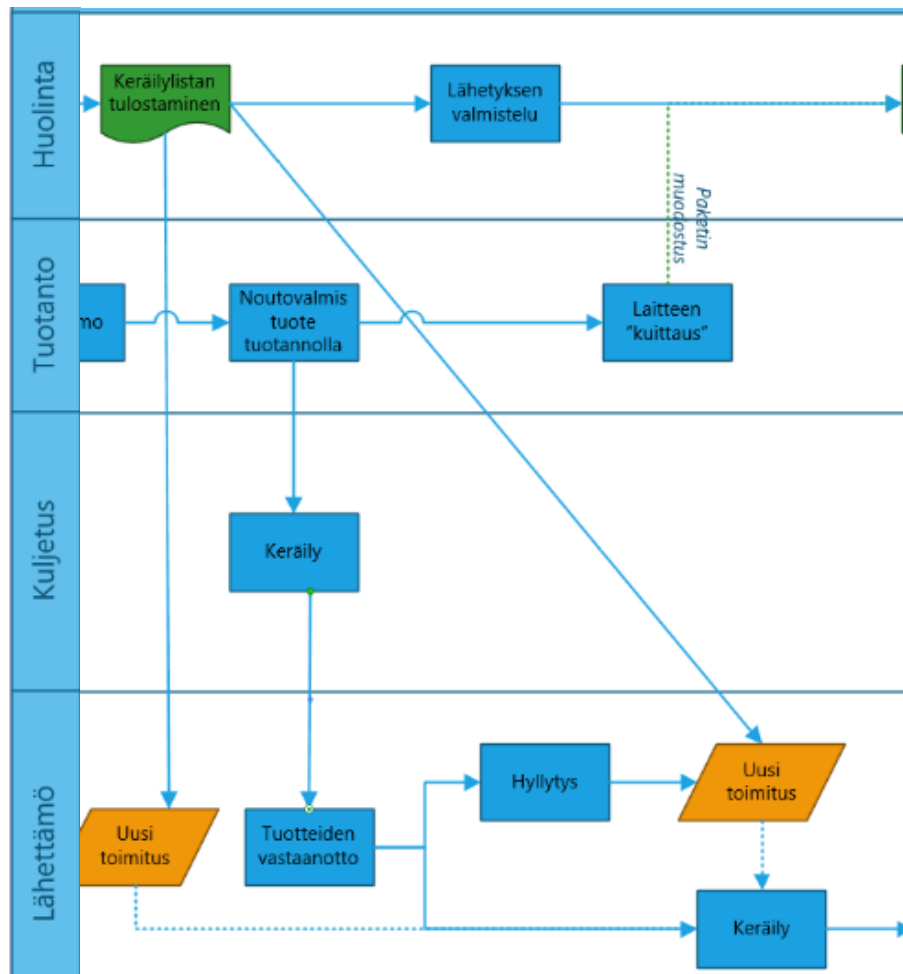 Huolinta
Keräilylistan
tulostaminen
Lähetyksen
valmistelu
Paketin
muodostus
Tuotanto
mo
Noutovalmis
tuote
tuotannolla
Laitteen
"kuittaus"
Kuljetus
Keräily
Lähettämö
Uusi
toimitus
Tuotteiden
vastaanotto
Hyllytys
Uusi
toimitus
Keräily